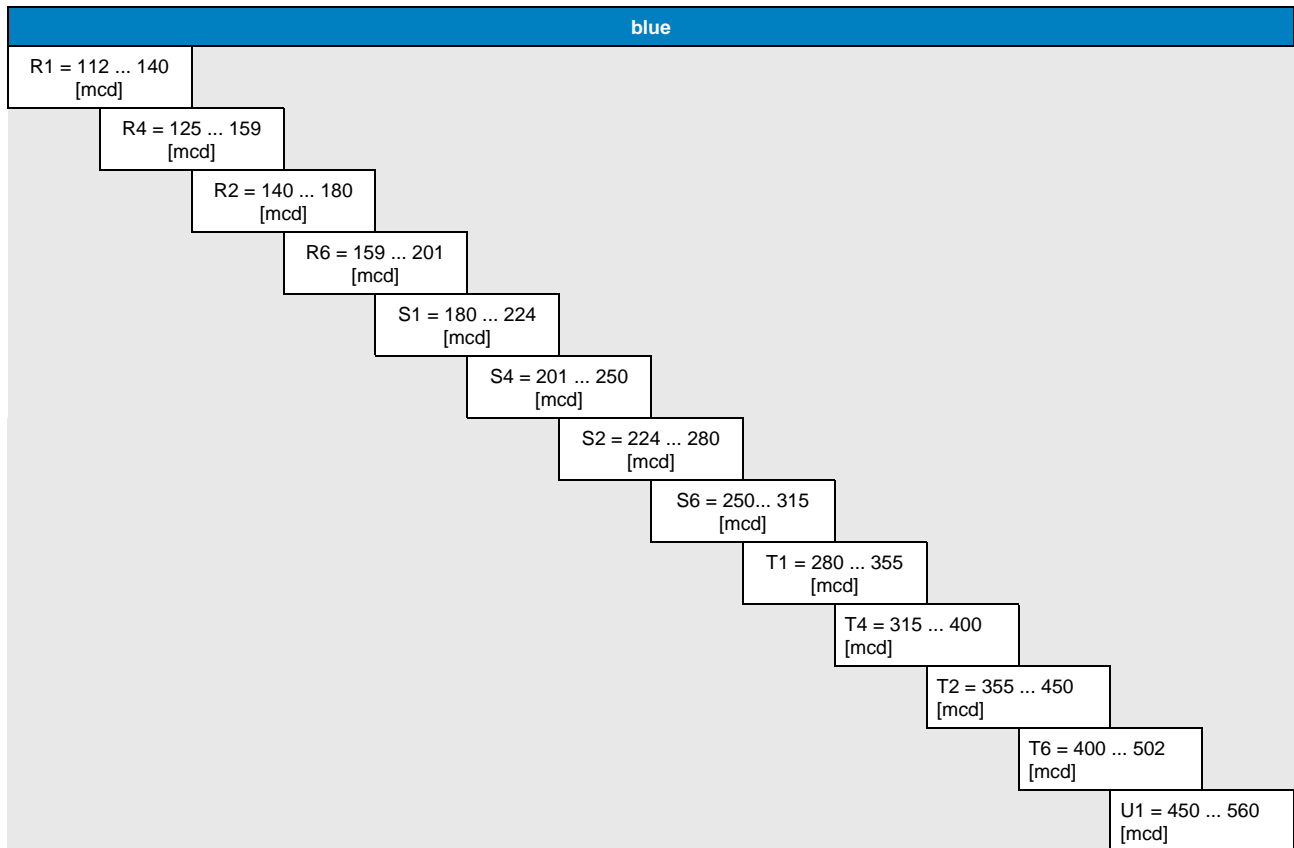 blue
R1 = 112 ... 140
[mcd]
R4 = 125 ... 159
[mcd]
R2 = 140 ... 180
[mcd]
R6 = 159 ... 201
[mcd]
S1 = 180 ... 224
[mcd]
S4 = 201 ... 250
[mcd]
S2 = 224 ... 280
[mcd]
S6 = 250... 315
[mcd]
T1 = 280 ... 355
[mcd]
T4 = 315 ... 400
[mcd]
T2 = 355 ... 450
[mcd]
T6 = 400 ... 502
[mcd]
U1 = 450 ... 560
[mcd]